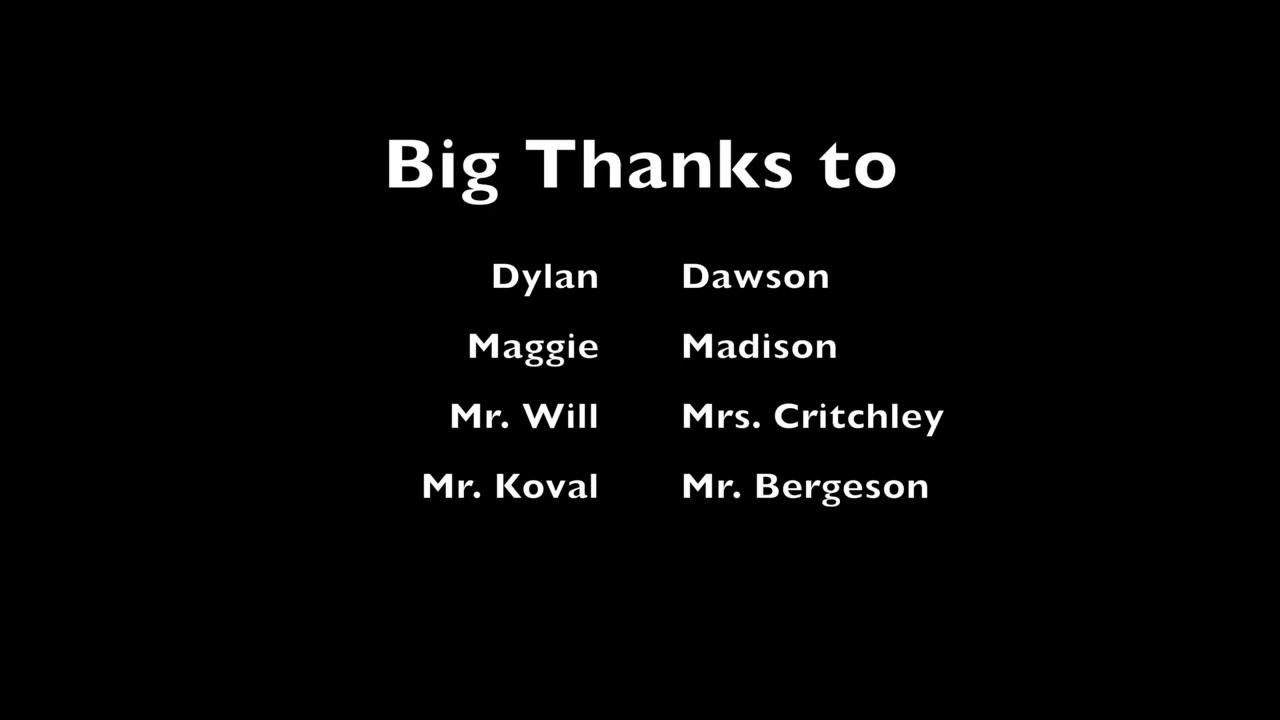 Big Thanks to
Dylan Dawson
Maggie Madison
Mr. Will Mrs. Critchley
Mr. Koval Mr. Bergeson